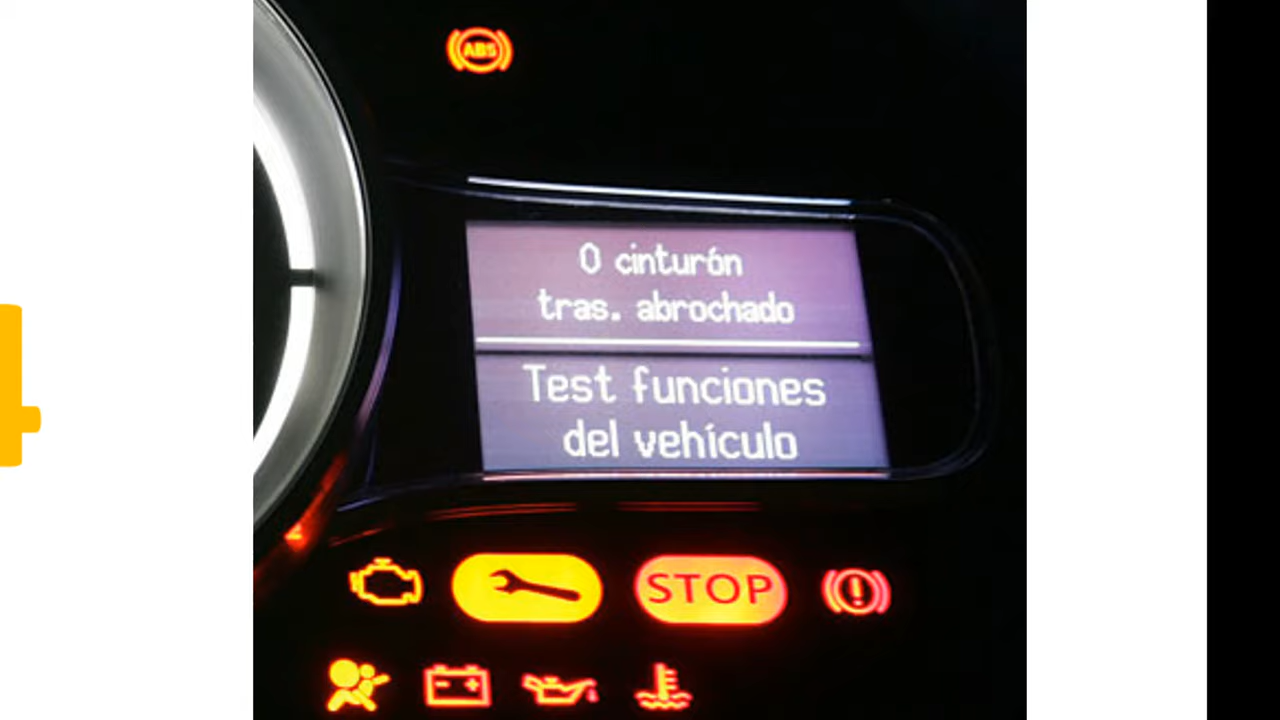 ABS
0 cinturón
tras. abrochado
Test funciones
del vehículo
STOP